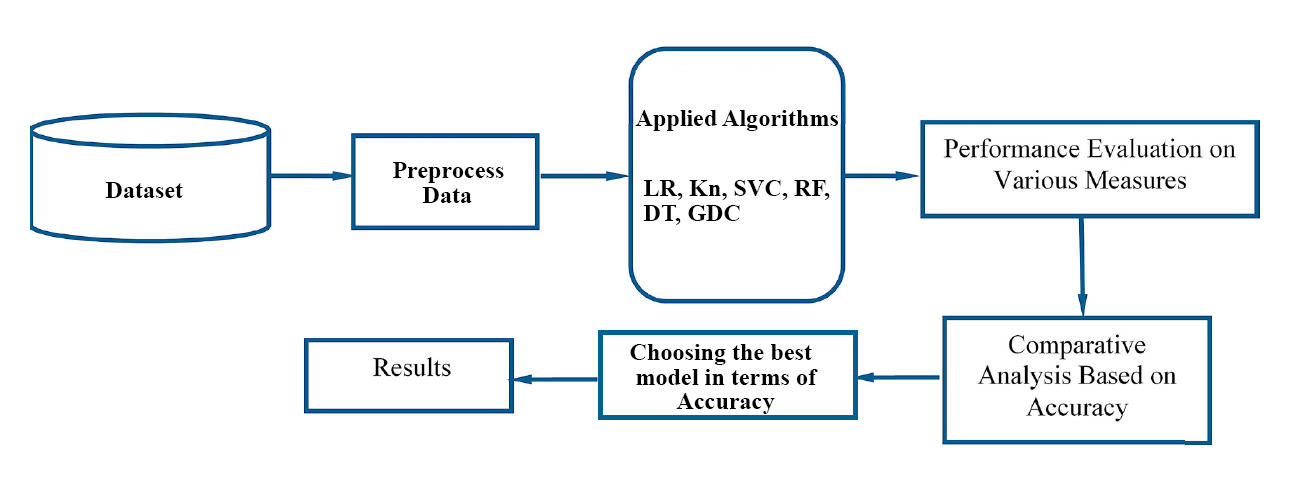 Dataset
Preprocess
Data
Applied Algorithms
LR, Kn, SVC, RF,
DT, GDC
Performance Evaluation on
Various Measures
Comparative
Analysis Based on
Accuracy
Choosing the best
model in terms of
Accuracy
Results